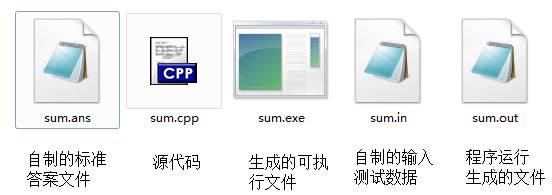 DEV
CPP
sum.ans
sum.cpp
sum.exe
sum.in
sum.out
自制的标准
答案文件
源代码
生成的可执
行文件
自制的输入
测试数据
程序运行
生成的文件